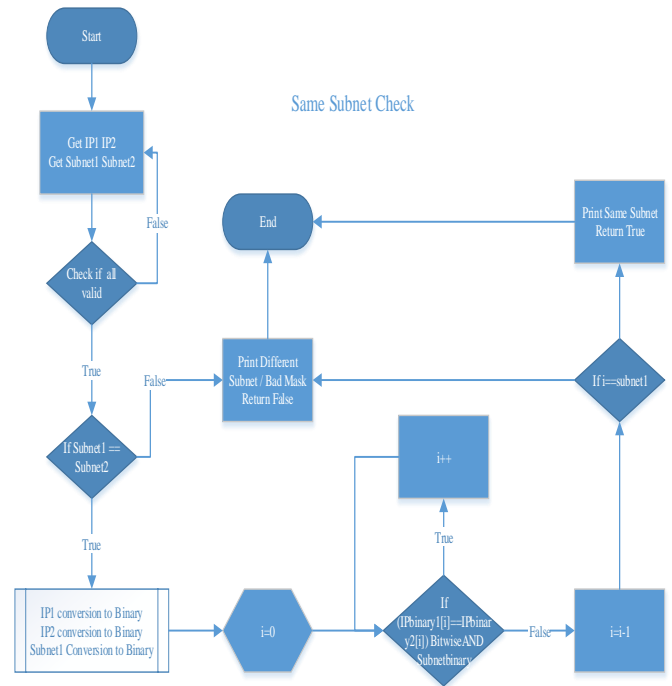 Start
Same Subnet Check
Get IP1 IP2
Get Subnet1 Subnet2
False
Check if all
valid
True
If Subnet1 ==
Subnet2
False
True
IP1 conversion to Binary
IP2 conversion to Binary
Subnet1 Conversion to Binary
i=0
If
(IPbinary1[i]==IPbinar
y2[i]) BitwiseAND
Subnetbinary
True
i++
False
i=i-1
If i==subnet1
Print Same Subnet
Return True
Print Different
Subnet / Bad Mask
Return False
End